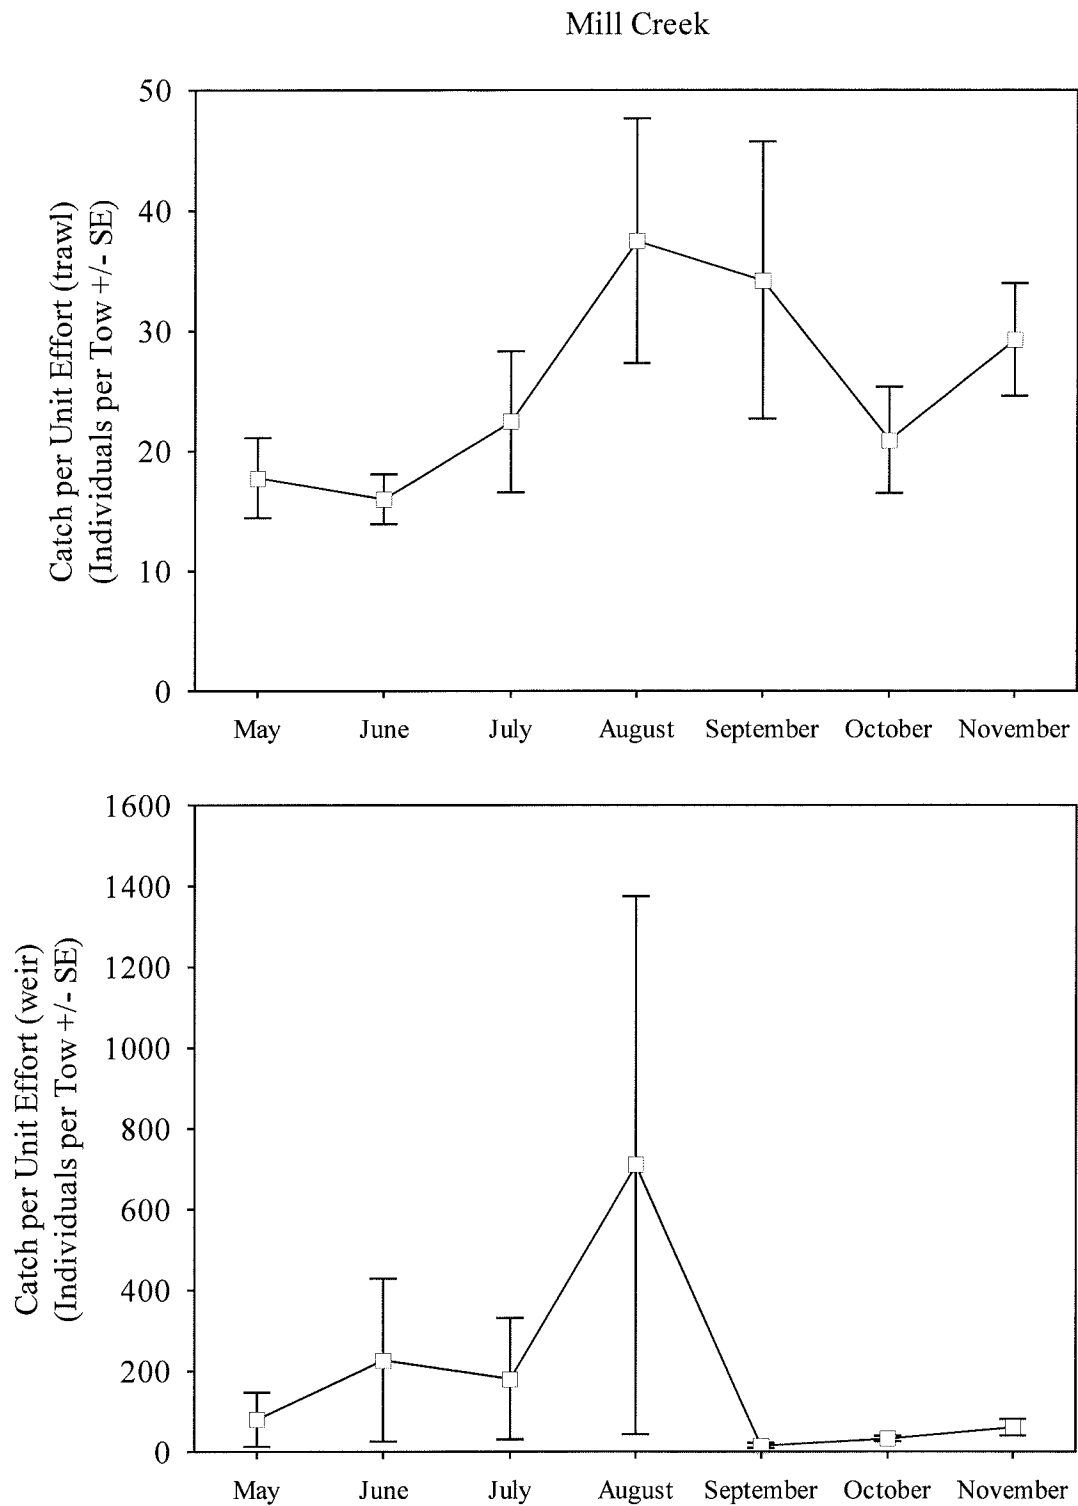 Mill Creek
Catch per Unit Effort (trawl)
(Individuals per Tow +/- SE)
50
40
30
20
10
0
May June July August September October November
Catch per Unit Effort (weir)
(Individuals per Tow +/- SE)
1600
1400
1200
1000
800
600
400
200
0
May June July August September October November